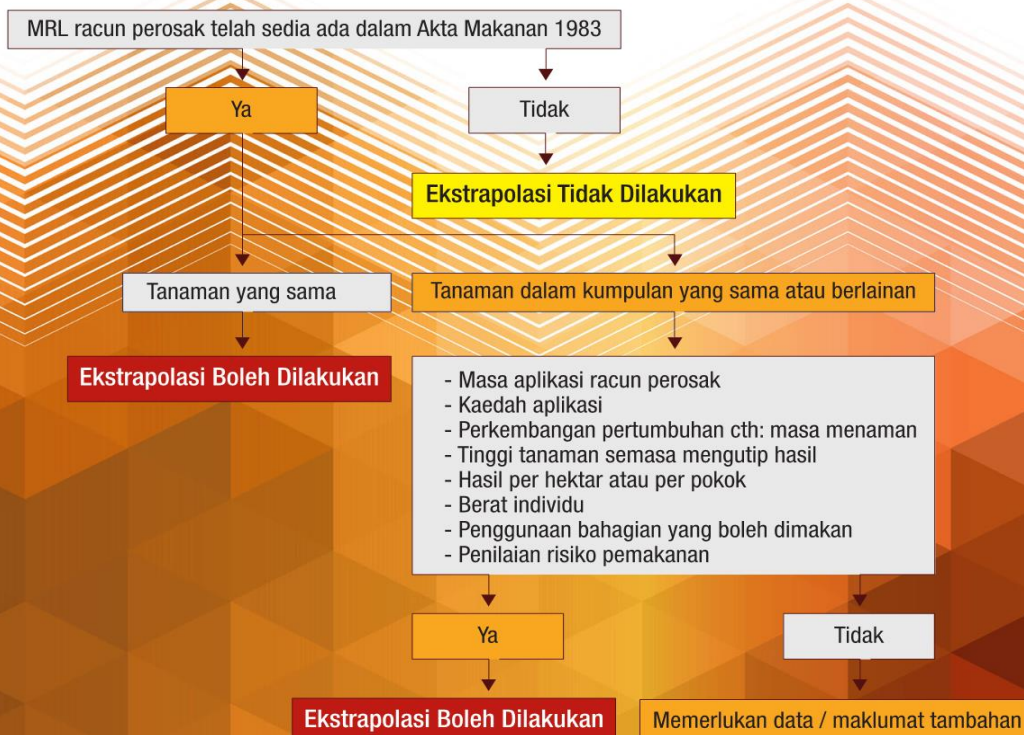 MRL racun perosak telah sedia ada dalam Akta Makanan 1983
Ya
Tidak
Ekstrapolasi Tidak Dilakukan
Tanaman yang sama
Tanaman dalam kumpulan yang sama atau berlainan
Ekstrapolasi Boleh Dilakukan
- Masa aplikasi racun perosak
- Kaedah aplikasi
- Perkembangan pertumbuhan cth: masa menaman
- Tinggi tanaman semasa mengutip hasil
- Hasil per hektar atau per pokok
- Berat individu
- Penggunaan bahagian yang boleh dimakan
- Penilaian risiko pemakanan
Ya
Tidak
Ekstrapolasi Boleh Dilakukan
Memerlukan data / maklumat tambahan